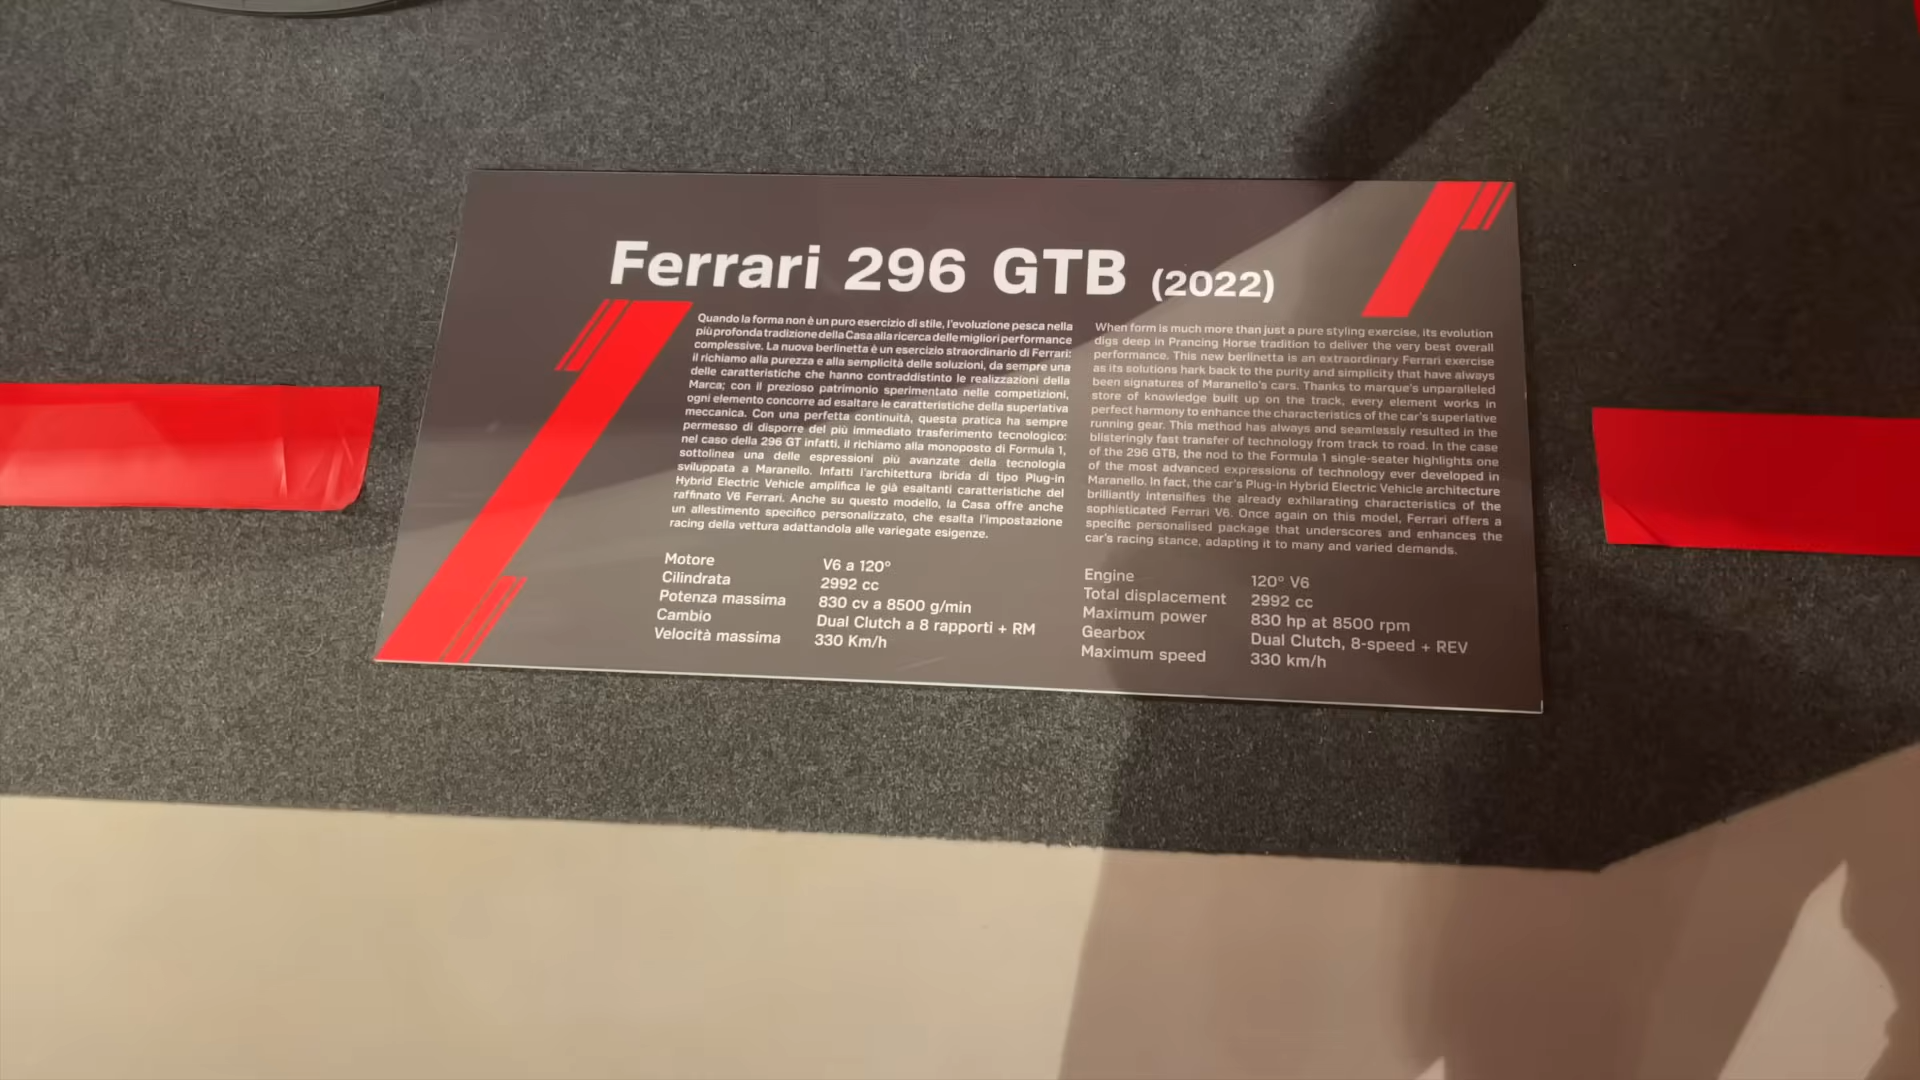 Ferrari 296 GTB (2022)
Quando la forma non è un puro esercizio di stile, l'evoluzione pesca nella
più profonda tradizione della Casa alla ricerca delle migliori performance
complessive. La nuova berlinetta è un esercizio straordinario di Ferrari:
il richiamo alla purezza e alla semplicità delle soluzioni, da sempre una
delle caratteristiche che hanno contraddistinto le realizzazioni della
Marca; con il prezioso patrimonio sperimentato nelle competizioni,
ogni elemento concorre ad esaltare le caratteristiche della superlativa
meccanica. Con una perfetta continuità, questa pratica ha sempre
permesso di disporre del più immediato trasferimento tecnologico:
nel caso della 296 GT infatti, il richiamo alla monoposto di Formula 1,
sottolinea una delle espressioni più avanzate della tecnologia
sviluppata a Maranello. Infatti l'architettura ibrida di tipo Plug-in
Hybrid Electric Vehicle amplifica le già esaltanti caratteristiche del
raffinato V6 Ferrari. Anche su questo modello, la Casa offre anche
un allestimento specifico personalizzato, che esalta l'impostazione
racing della vettura adattandola alle variegate esigenze.
Motore V6 a 120°
Cilindrata 2992 cc
Potenza massima 830 cv a 8500 g/min
Cambio Dual Clutch a 8 rapporti + RM
Velocità massima 330 Km/h
When form is much more than just a pure styling exercise, its evolution
digs deep in Prancing Horse tradition to deliver the very best overall
performance. This new berlinetta is an extraordinary Ferrari exercise
as its solutions hark back to the purity and simplicity that have always
been signatures of Maranello's cars. Thanks to marque's unparalleled
store of knowledge built up on the track, every element works in
perfect harmony to enhance the characteristics of the car's superlative
running gear. This method has always and seamlessly resulted in the
blisteringly fast transfer of technology from track to road. In the case
of the 296 GTB, the nod to the Formula 1 single-seater highlights one
of the most advanced expressions of technology ever developed in
Maranello. In fact, the car's Plug-in Hybrid Electric Vehicle architecture
brilliantly intensifies the already exhilarating characteristics of the
sophisticated Ferrari V6. Once again on this model, Ferrari offers a
specific personalised package that underscores and enhances the
car's racing stance, adapting it to many and varied demands.
Engine 120° V6
Total displacement 2992 cc
Maximum power 830 hp at 8500 rpm
Gearbox Dual Clutch, 8-speed + REV
Maximum speed 330 km/h